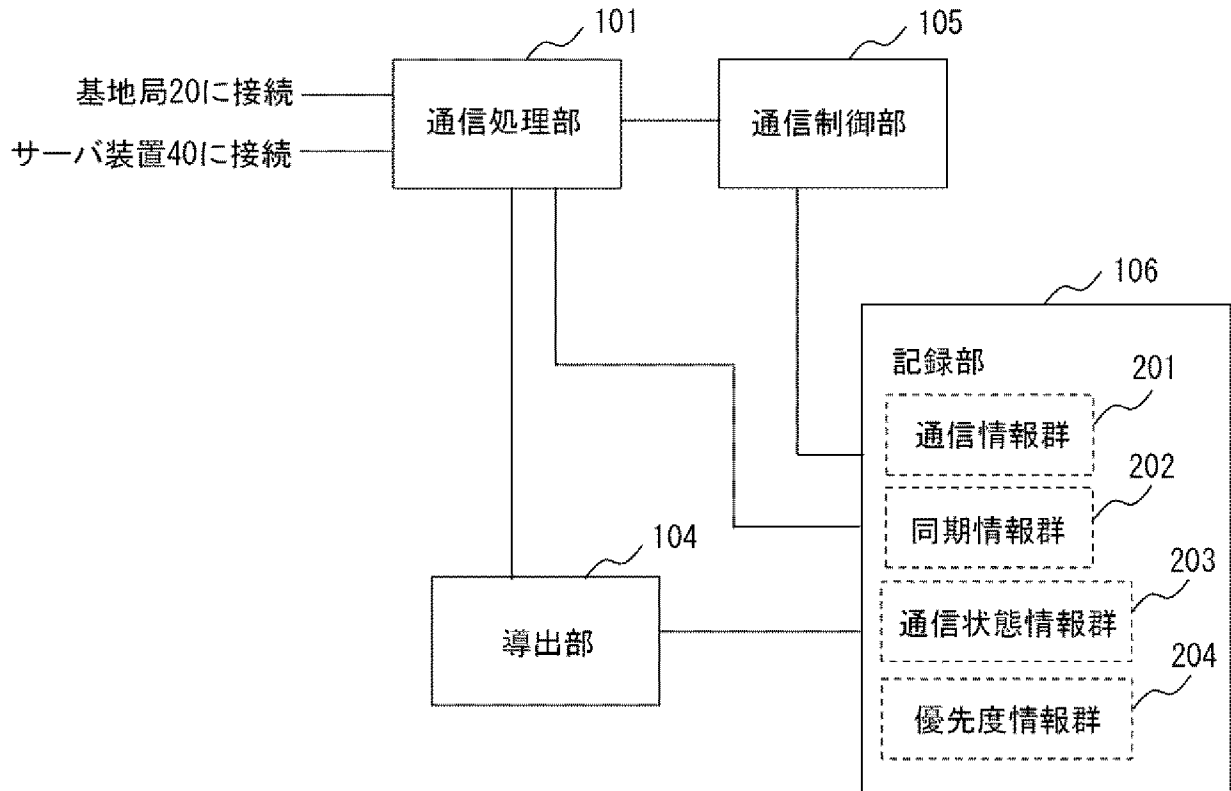 101
105
基地局20に接続
サーバ装置40に接続
通信処理部
通信制御部
106
記録部
201
通信情報群
202
同期情報群
104
導出部
203
通信状態情報群
204
優先度情報群